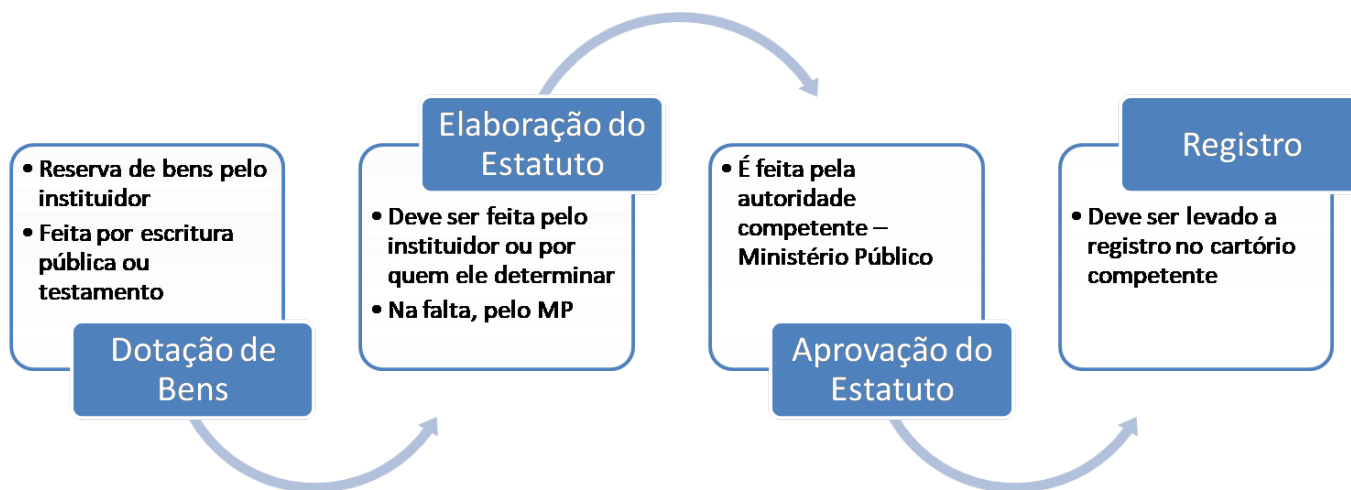 • Reserva de bens pelo
instituidor
• Feita por escritura
pública ou
testamento
Dotação de
Bens
Elaboração do
Estatuto
• Deve ser feita pelo
instituidor ou por
quem ele determinar
• Na falta, pelo MP
• É feita pela
autoridade
competente –
Ministério Público
Aprovação do
Estatuto
Registro
• Deve ser levado a
registro no cartório
competente